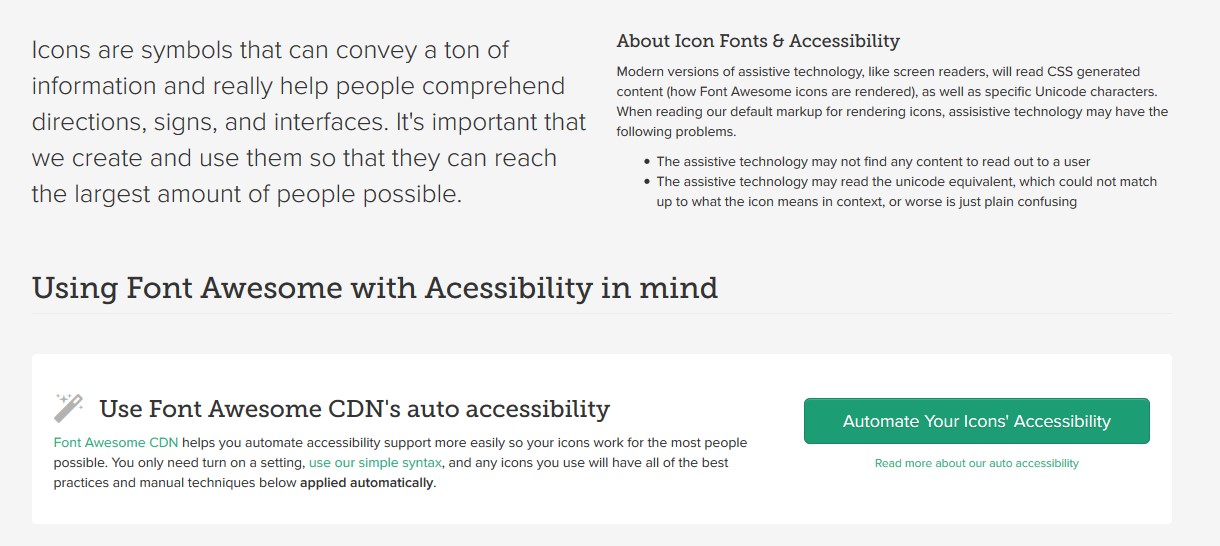 Icons are symbols that can convey a ton of
information and really help people comprehend
directions, signs, and interfaces. It's important that
we create and use them so that they can reach
the largest amount of people possible.
About Icon Fonts & Accessibility
Modern versions of assistive technology, like screen readers, will read CSS generated
content (how Font Awesome icons are rendered), as well as specific Unicode characters.
When reading our default markup for rendering icons, assisistive technology may have the
following problems.
• The assistive technology may not find any content to read out to a user
• The assistive technology may read the unicode equivalent, which could not match
up to what the icon means in context, or worse is just plain confusing
Using Font Awesome with Acessibility in mind
Use Font Awesome CDN's auto accessibility
Font Awesome CDN helps you automate accessibility support more easily so your icons work for the most people
possible. You only need turn on a setting, use our simple syntax, and any icons you use will have all of the best
practices and manual techniques below applied automatically.
Automate Your Icons' Accessibility
Read more about our auto accessibility